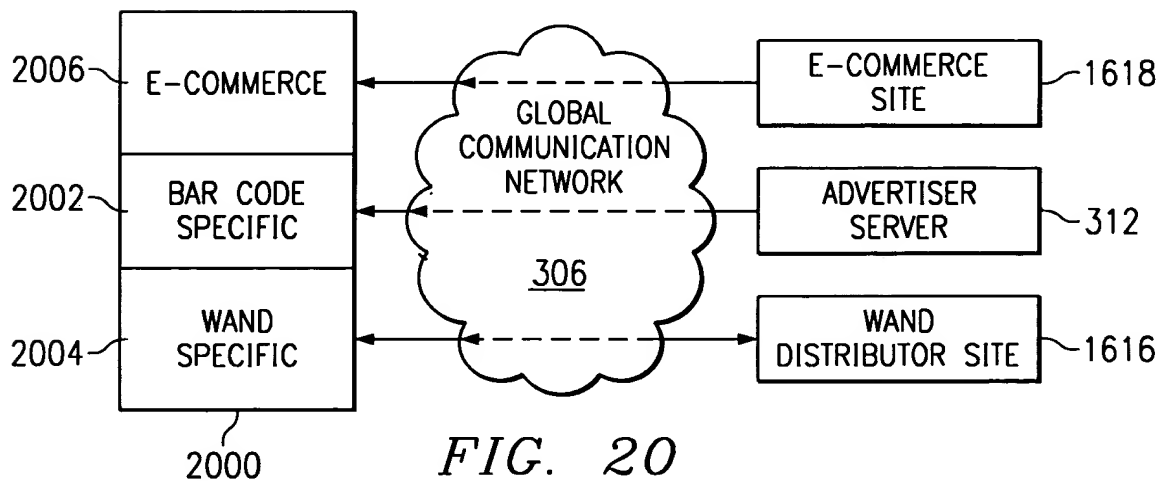 2006
E-COMMERCE
2002
BAR CODE
SPECIFIC
2004
WAND
SPECIFIC
2000
GLOBAL
COMMUNICATION
NETWORK
306
E-COMMERCE
SITE
1618
ADVERTISER
SERVER
312
WAND
DISTRIBUTOR SITE
1616
FIG. 20